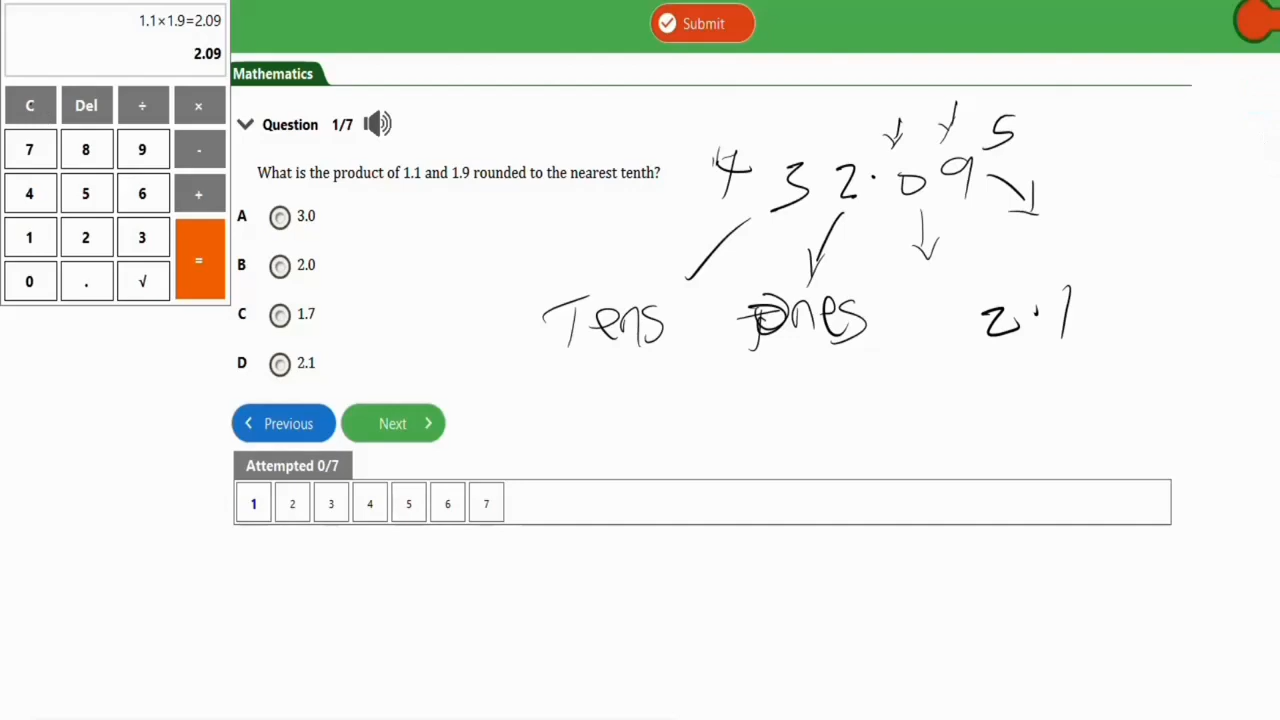 1.1×1.9=2.09
2.09
C Del ÷ ×
7 8 9 -
4 5 6 +
1 2 3 =
0 . √
Submit
Mathematics
Question 1/7
What is the product of 1.1 and 1.9 rounded to the nearest tenth?
A 3.0
B 2.0
C 1.7
D 2.1
Previous Next
Attempted 0/7
1 2 3 4 5 6 7
5
4 3 2.09
Tens ones 2.1